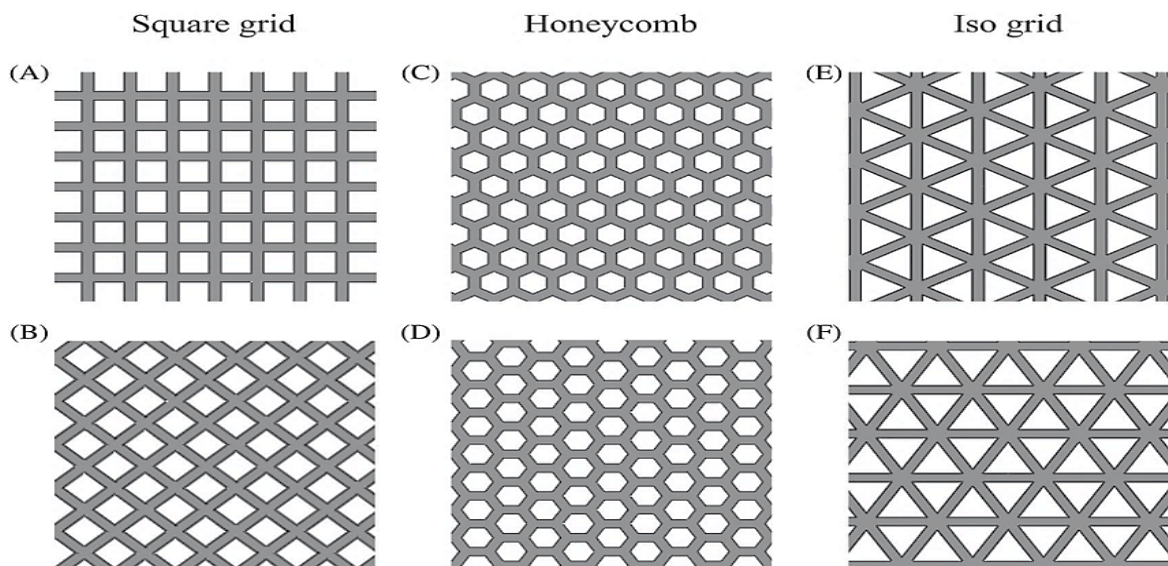 Square grid
Honeycomb
Iso grid
(A)
(C)
(E)
(B)
(D)
(F)